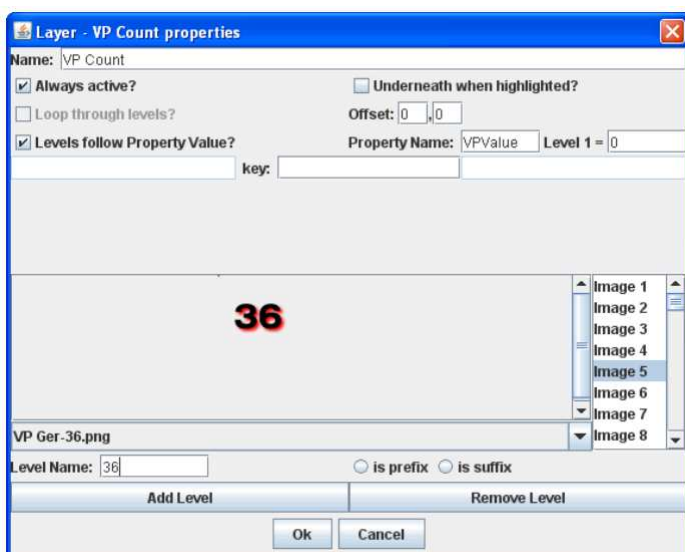 Layer - VP Count properties
Name: VP Count
Always active? Underneath when highlighted?
Loop through levels? Offset: 0 ,0
Levels follow Property Value? Property Name: VPValue Level 1 = 0
key:
36
Image 1
Image 2
Image 3
Image 4
Image 5
Image 6
Image 7
Image 8
VP Ger-36.png
Level Name: 36 is prefix is suffix
Add Level Remove Level
Ok Cancel